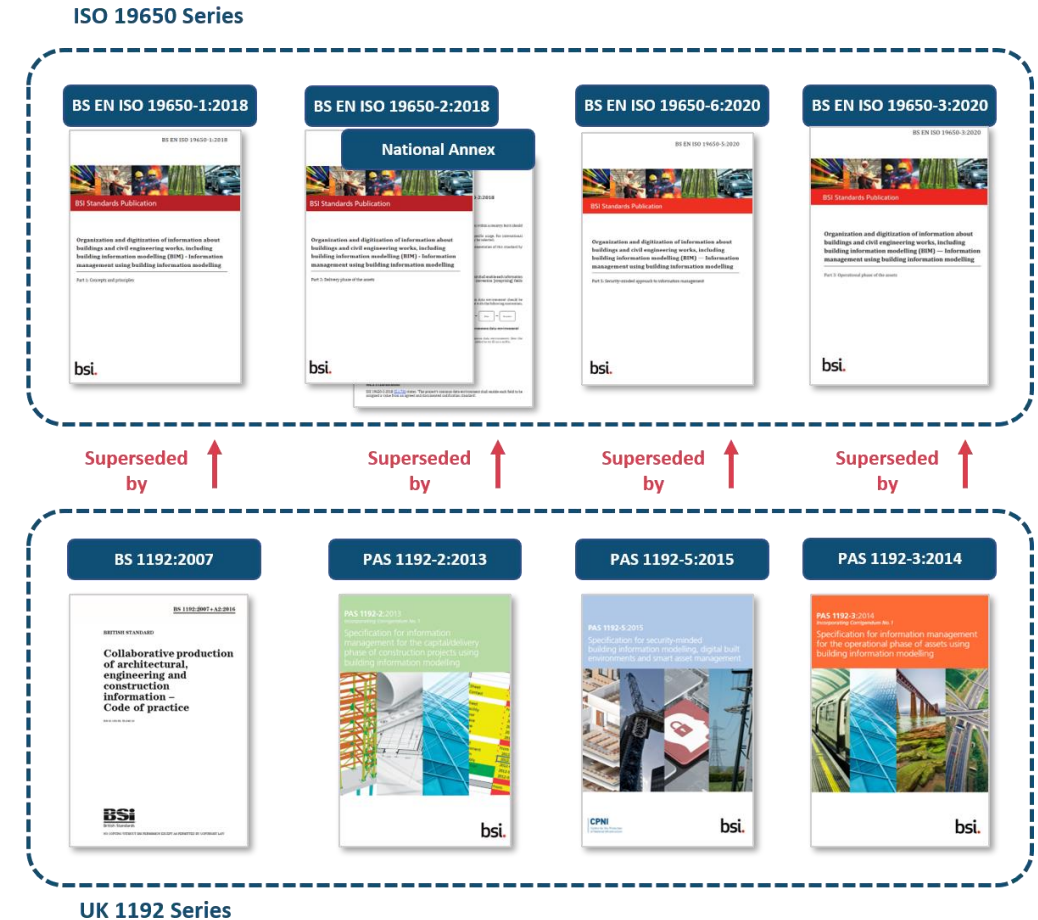 ISO 19650 Series
BS EN ISO 19650-1:2018
BS EN ISO 19650-2:2018
National Annex
BS EN ISO 19650-6:2020
BS EN ISO 19650-3:2020
BS EN ISO 19650-1:2018
BSI Standards Publication
Organization and digitization of information about
buildings and civil engineering works, including
building information modelling (BIM) - Information
management using building information modelling
Part 1: Concepts and principles
bsi.
2:2018
BSI Standards Publication
Organization and digitization of information about
buildings and civil engineering works, including
building information modelling (BIM) - Information
management using building information modelling
Part 2: Delivery phase of the assets
bsi.
BS EN ISO 19650-5:2020
BSI Standards Publication
Organization and digitization of information about
buildings and civil engineering works, including
building information modelling (BIM) — Information
management using building information modelling
Part 5: Security-minded approach to information management
bsi.
BS EN ISO 19650-3:2020
BSI Standards Publication
Organization and digitization of information about
buildings and civil engineering works, including
building information modelling (BIM) — Information
management using building information modelling
Part 3: Operational phase of the assets
bsi.
Superseded
by
Superseded
by
Superseded
by
Superseded
by
BS 1192:2007
PAS 1192-2:2013
PAS 1192-5:2015
PAS 1192-3:2014
BS 1192:2007+A2:2016
BRITISH STANDARD
Collaborative production
of architectural,
engineering and
construction
information –
Code of practice
BSi
British Standards
NO COPYING WITHOUT BSI PERMISSION EXCEPT AS PERMITTED BY COPYRIGHT LAW
PAS 1192-2:2013
Incorporating Corrigendum No. 1
Specification for information
management for the capital/delivery
phase of construction projects using
building information modelling
bsi.
PAS 1192-5:2015
Specification for security-minded
building information modelling, digital built
environments and smart asset management
CPNI
bsi.
PAS 1192-3:2014
Incorporating Corrigendum No. 1
Specification for information management
for the operational phase of assets using
building information modelling
bsi.
UK 1192 Series